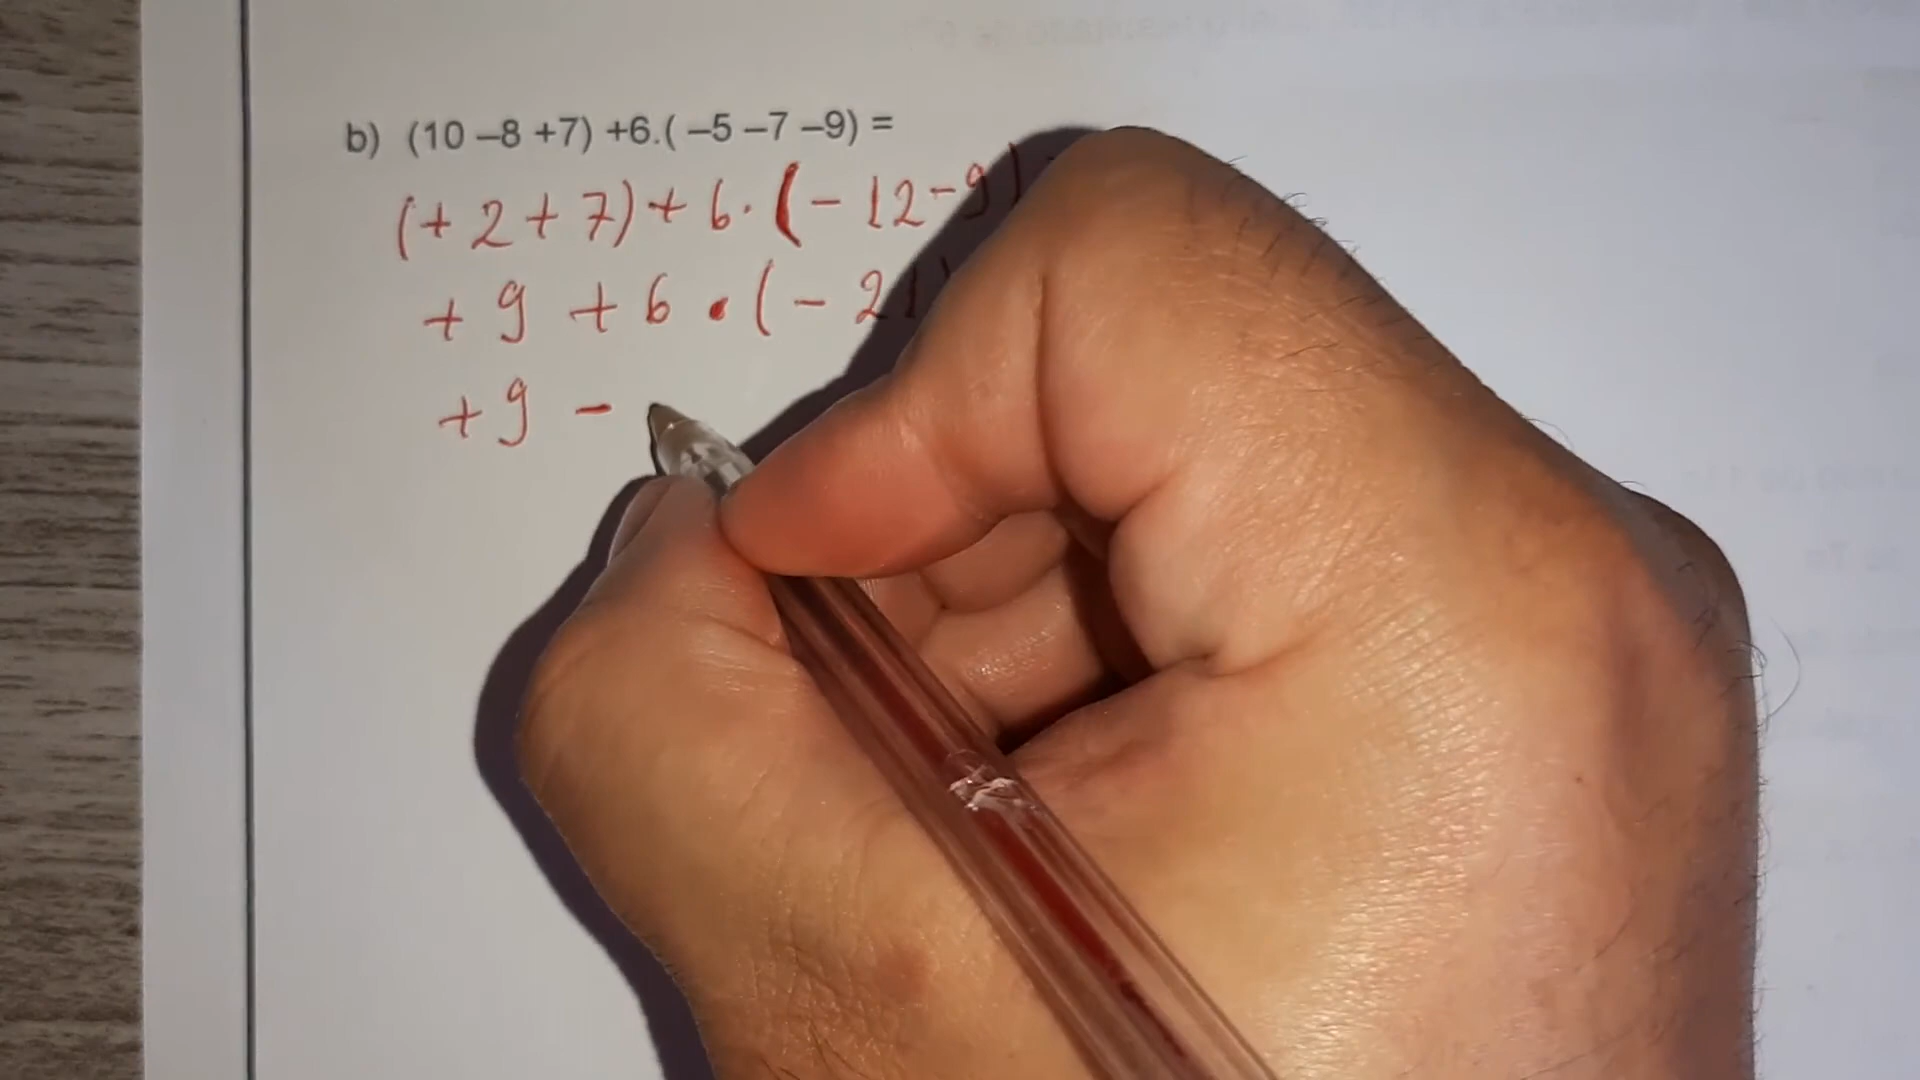 b) (10 –8 +7) +6.( –5 –7 –9) =
(+ 2 + 7) + 6 . (- 12 - 9)
+ 9 + 6 . (- 21)
+ 9 -